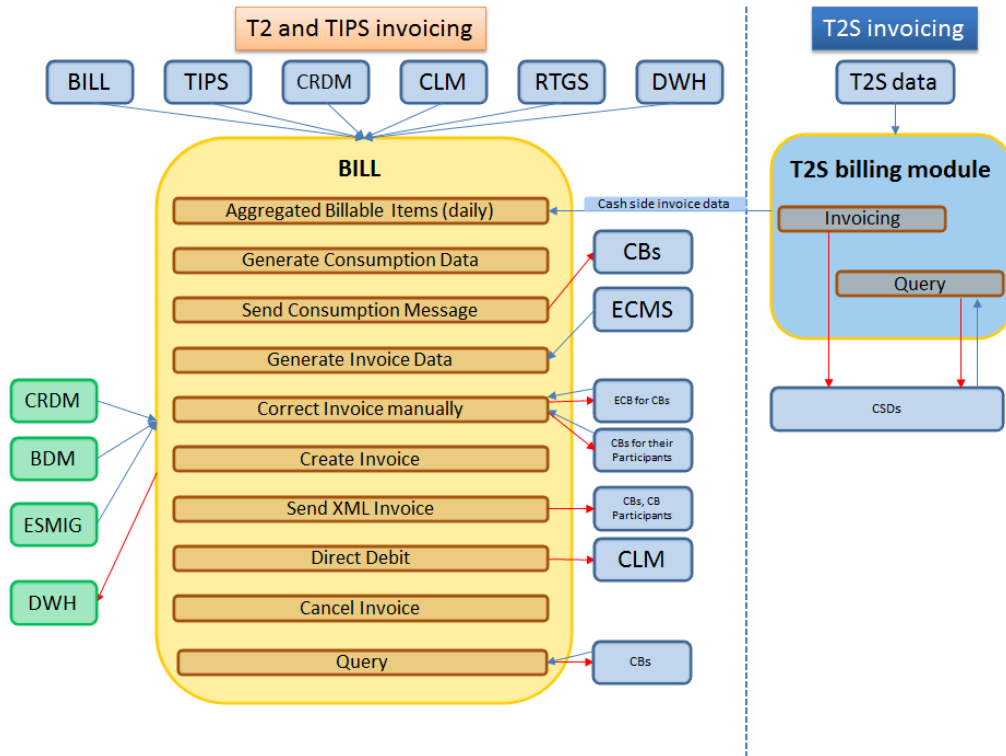 T2 and TIPS invoicing
T2S invoicing
BILL
TIPS
CRDM
CLM
RTGS
DWH
T2S data
BILL
T2S billing module
Aggregated Billable Items (daily)
Cash side invoice data
Invoicing
Generate Consumption Data
CBs
Query
Send Consumption Message
ECMS
Generate Invoice Data
CRDM
Correct Invoice manually
ECB for CBs
CSDs
CBs for their
Participants
BDM
Create Invoice
ESMIG
Send XML Invoice
CBs, CB
Participants
Direct Debit
CLM
DWH
Cancel Invoice
Query
CBs